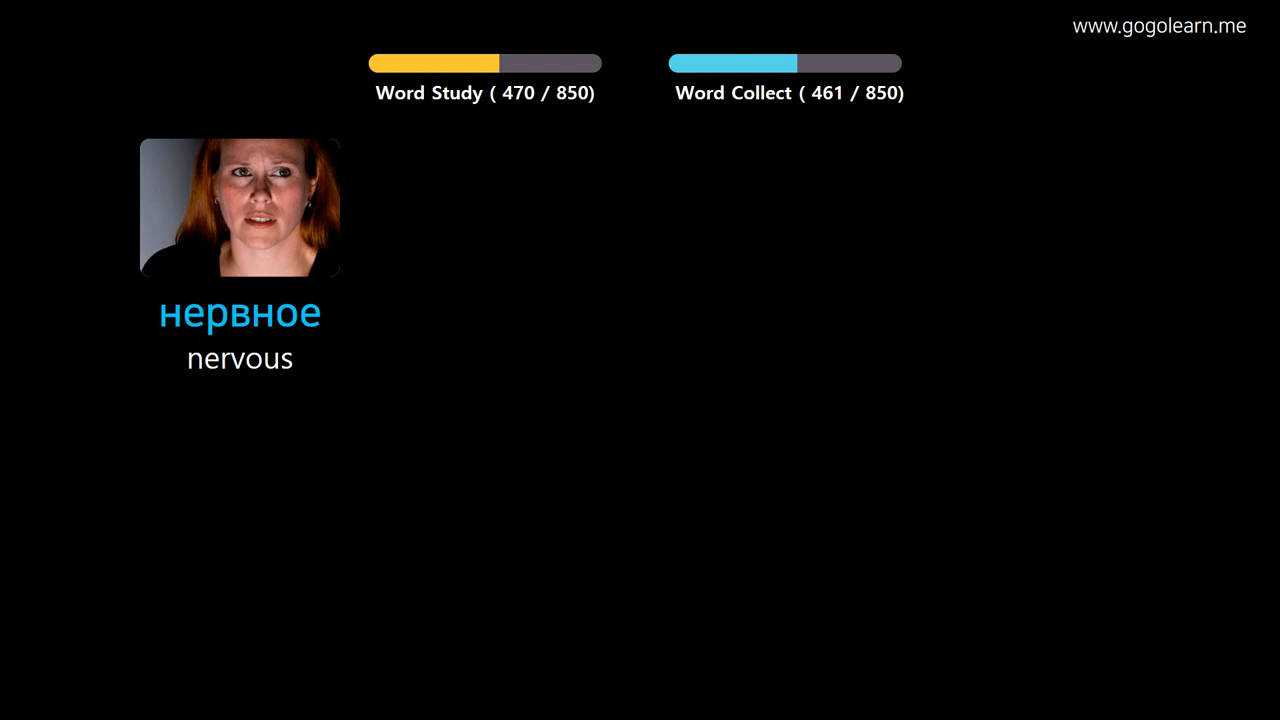 www.gogolearn.me
Word Study ( 470 / 850)
Word Collect ( 461 / 850)
нервное
nervous